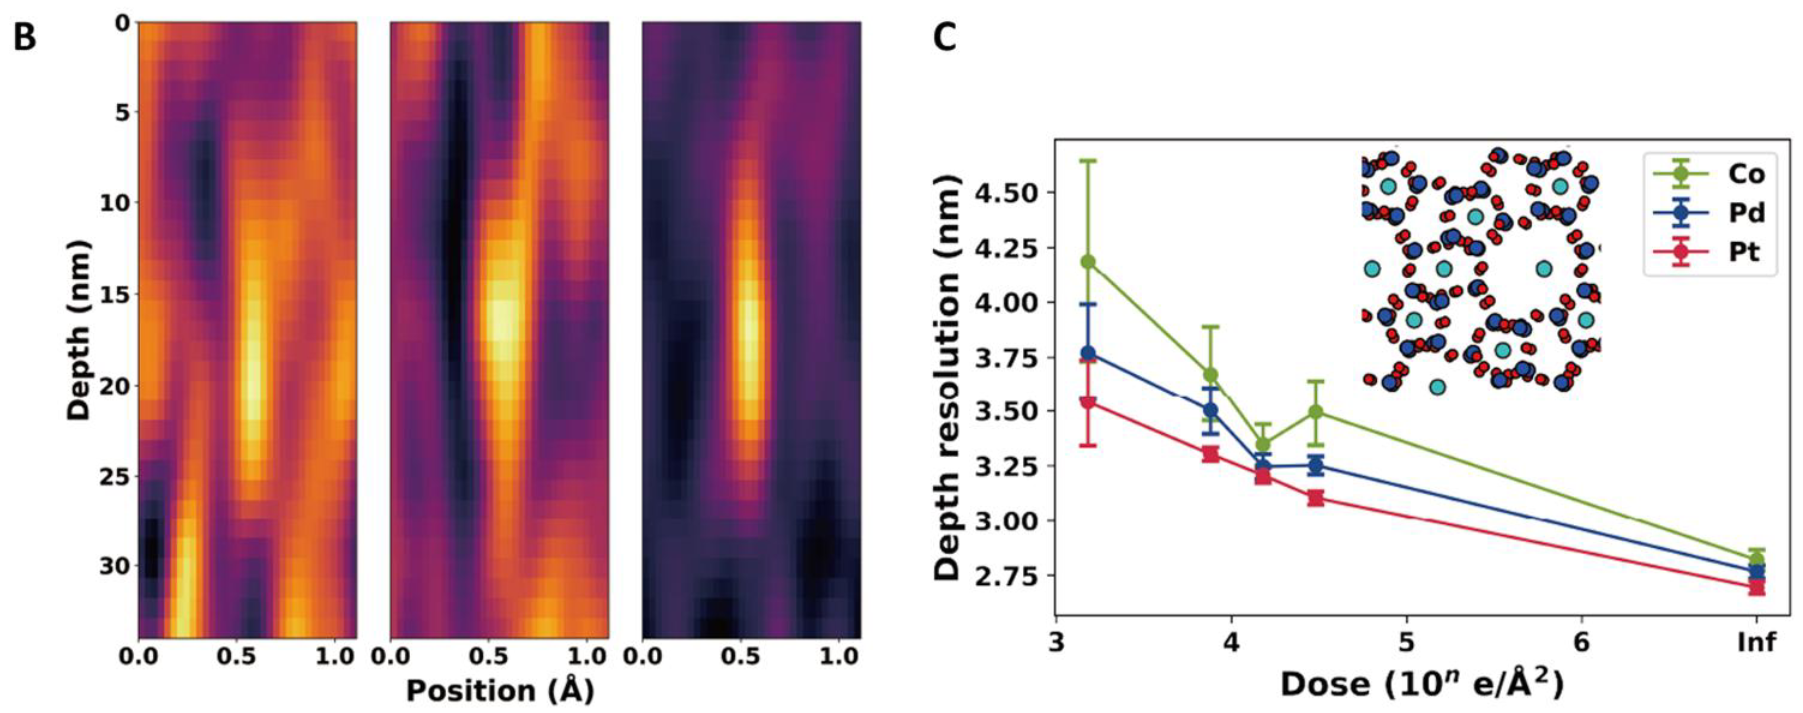 B
0
5
10
15
20
25
30
Depth (nm)
0.0 0.5 1.0 0.0 0.5 1.0 0.0 0.5 1.0
Position (Å)
C
Depth resolution (nm)
4.50
4.25
4.00
3.75
3.50
3.25
3.00
2.75
Co
Pd
Pt
3 4 5 6 Inf
Dose (10ⁿ e/Å²)